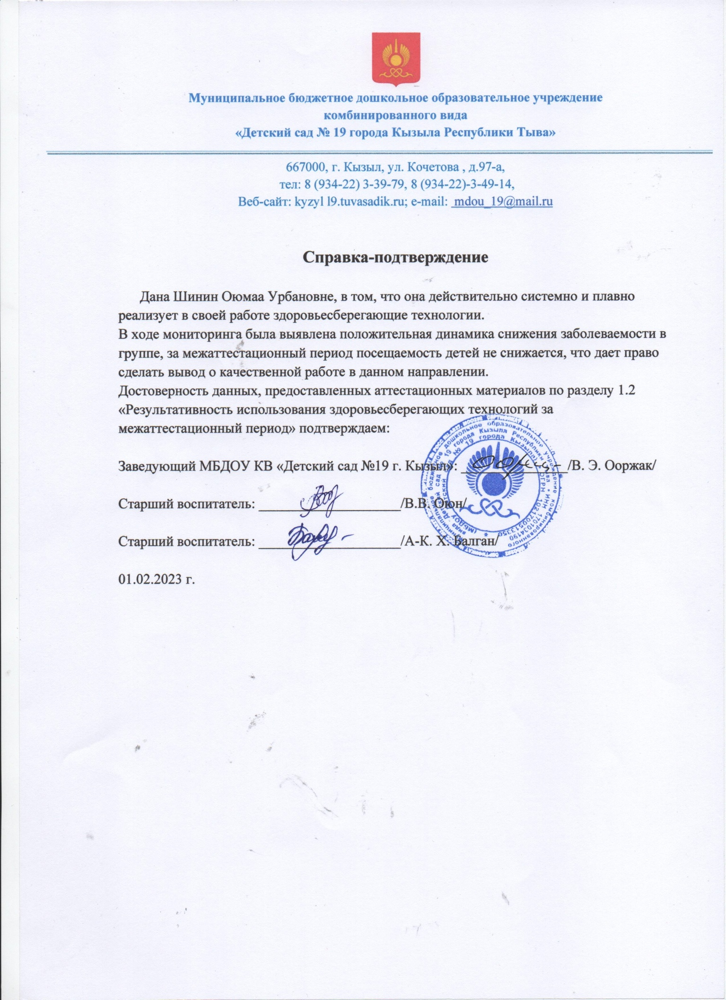 Муниципальное бюджетное дошкольное образовательное учреждение
комбинированного вида
«Детский сад № 19 города Кызыла Республики Тыва»
667000, г. Кызыл, ул. Кочетова , д.97-а,
тел: 8 (934-22) 3-39-79, 8 (934-22)-3-49-14,
Веб-сайт: kyzyl l9.tuvasadik.ru; e-mail: mdou_19@mail.ru
Справка-подтверждение
Дана Шинин Оюмаа Урбановне, в том, что она действительно системно и плавно
реализует в своей работе здоровьесберегающие технологии.
В ходе мониторинга была выявлена положительная динамика снижения заболеваемости в
группе, за межаттестационный период посещаемость детей не снижается, что дает право
сделать вывод о качественной работе в данном направлении.
Достоверность данных, предоставленных аттестационных материалов по разделу 1.2
«Результативность использования здоровьесберегающих технологий за
межаттестационный период» подтверждаем:
Заведующий МБДОУ КВ «Детский сад №19 г. Кызыл»: /В. Э. Ооржак/
Старший воспитатель: /В.В. Оюн/
Старший воспитатель: /А-К. Х. Балган/
01.02.2023 г.
муниципальное бюджетное дошкольное образовательное учреждение комбинированного
вида "Детский сад № 19 города Кызыла Республики Тыва * ИНН 1701034190
(МБДОУ Детский сад № 19 города Кызыла) * ОГРН 1021700513350 *